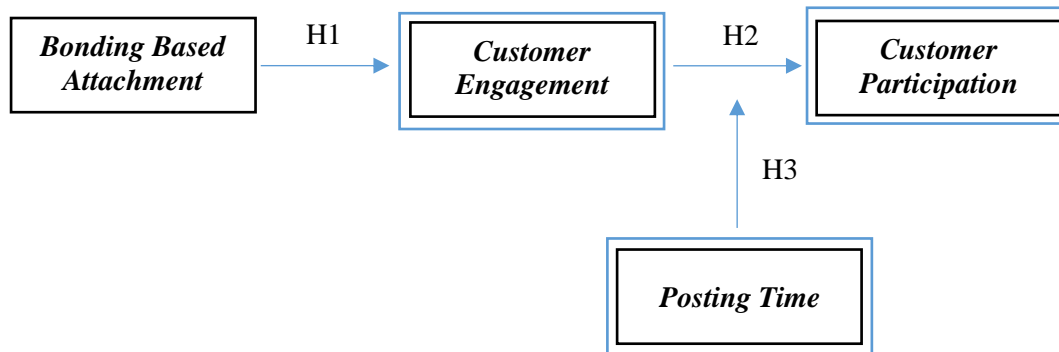 H1
H2
Bonding Based
Attachment
Customer
Engagement
Customer
Participation
H3
Posting Time